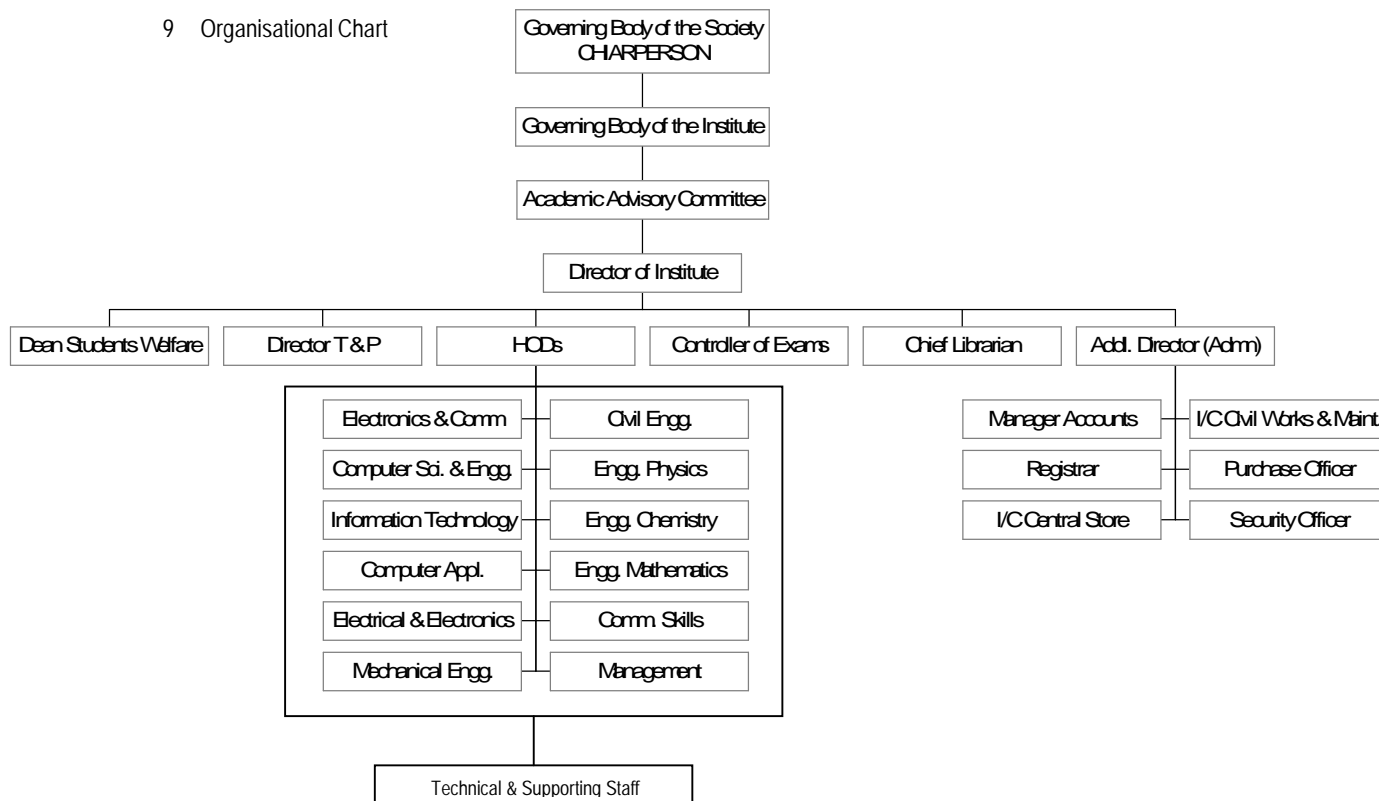 9 Organisational Chart
Governing Body of the Society
CHIARPERSON
Governing Body of the Institute
Academic Advisory Committee
Director of Institute
Dean Students Welfare
Director T & P
HODs
Controller of Exams
Chief Librarian
Addl. Director (Admn)
Electronics & Comm
Civil Engg.
Computer Sci. & Engg.
Engg. Physics
Information Technology
Engg. Chemistry
Computer Appl.
Engg. Mathematics
Electrical & Electronics
Comm. Skills
Mechanical Engg.
Management
Manager Accounts
I/C Civil Works & Maint.
Registrar
Purchase Officer
I/C Central Store
Security Officer
Technical & Supporting Staff